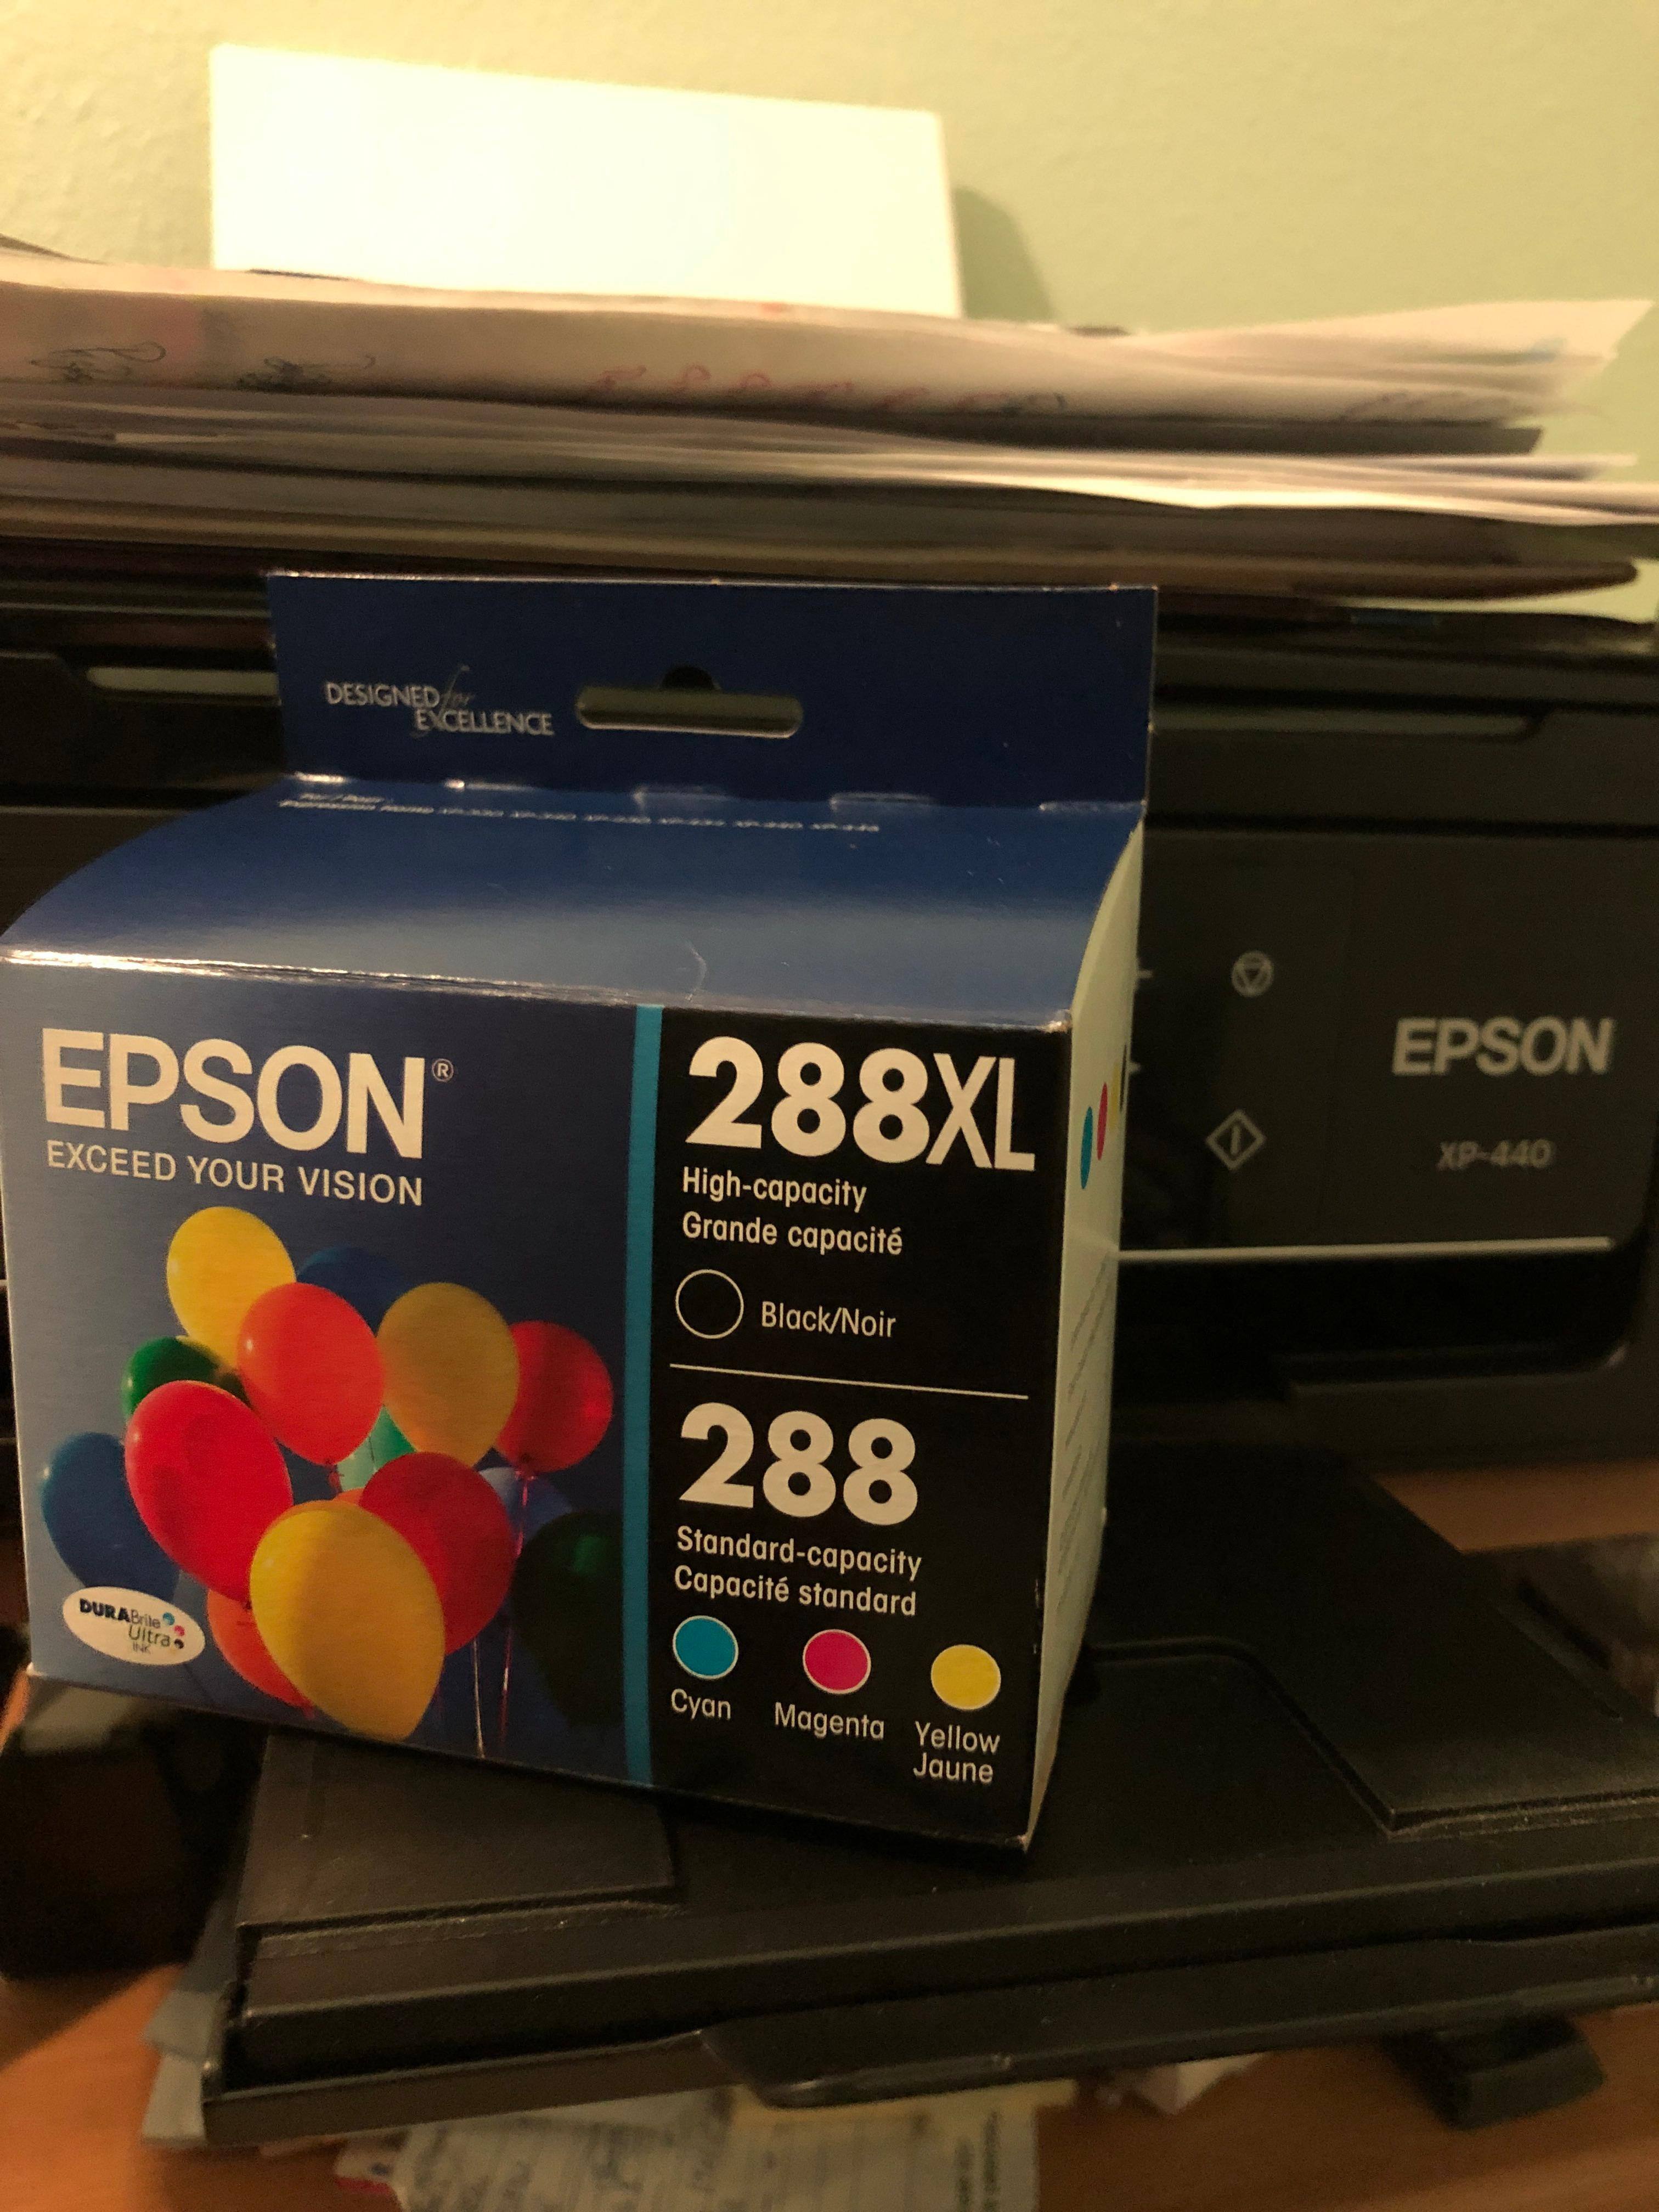 DESIGNED for
EXCELLENCE
EPSON®
EXCEED YOUR VISION
DURABrite
Ultra
INK
288XL
High-capacity
Grande capacité
Black/Noir
288
Standard-capacity
Capacité standard
Cyan
Magenta
Yellow
Jaune
EPSON
XP-440